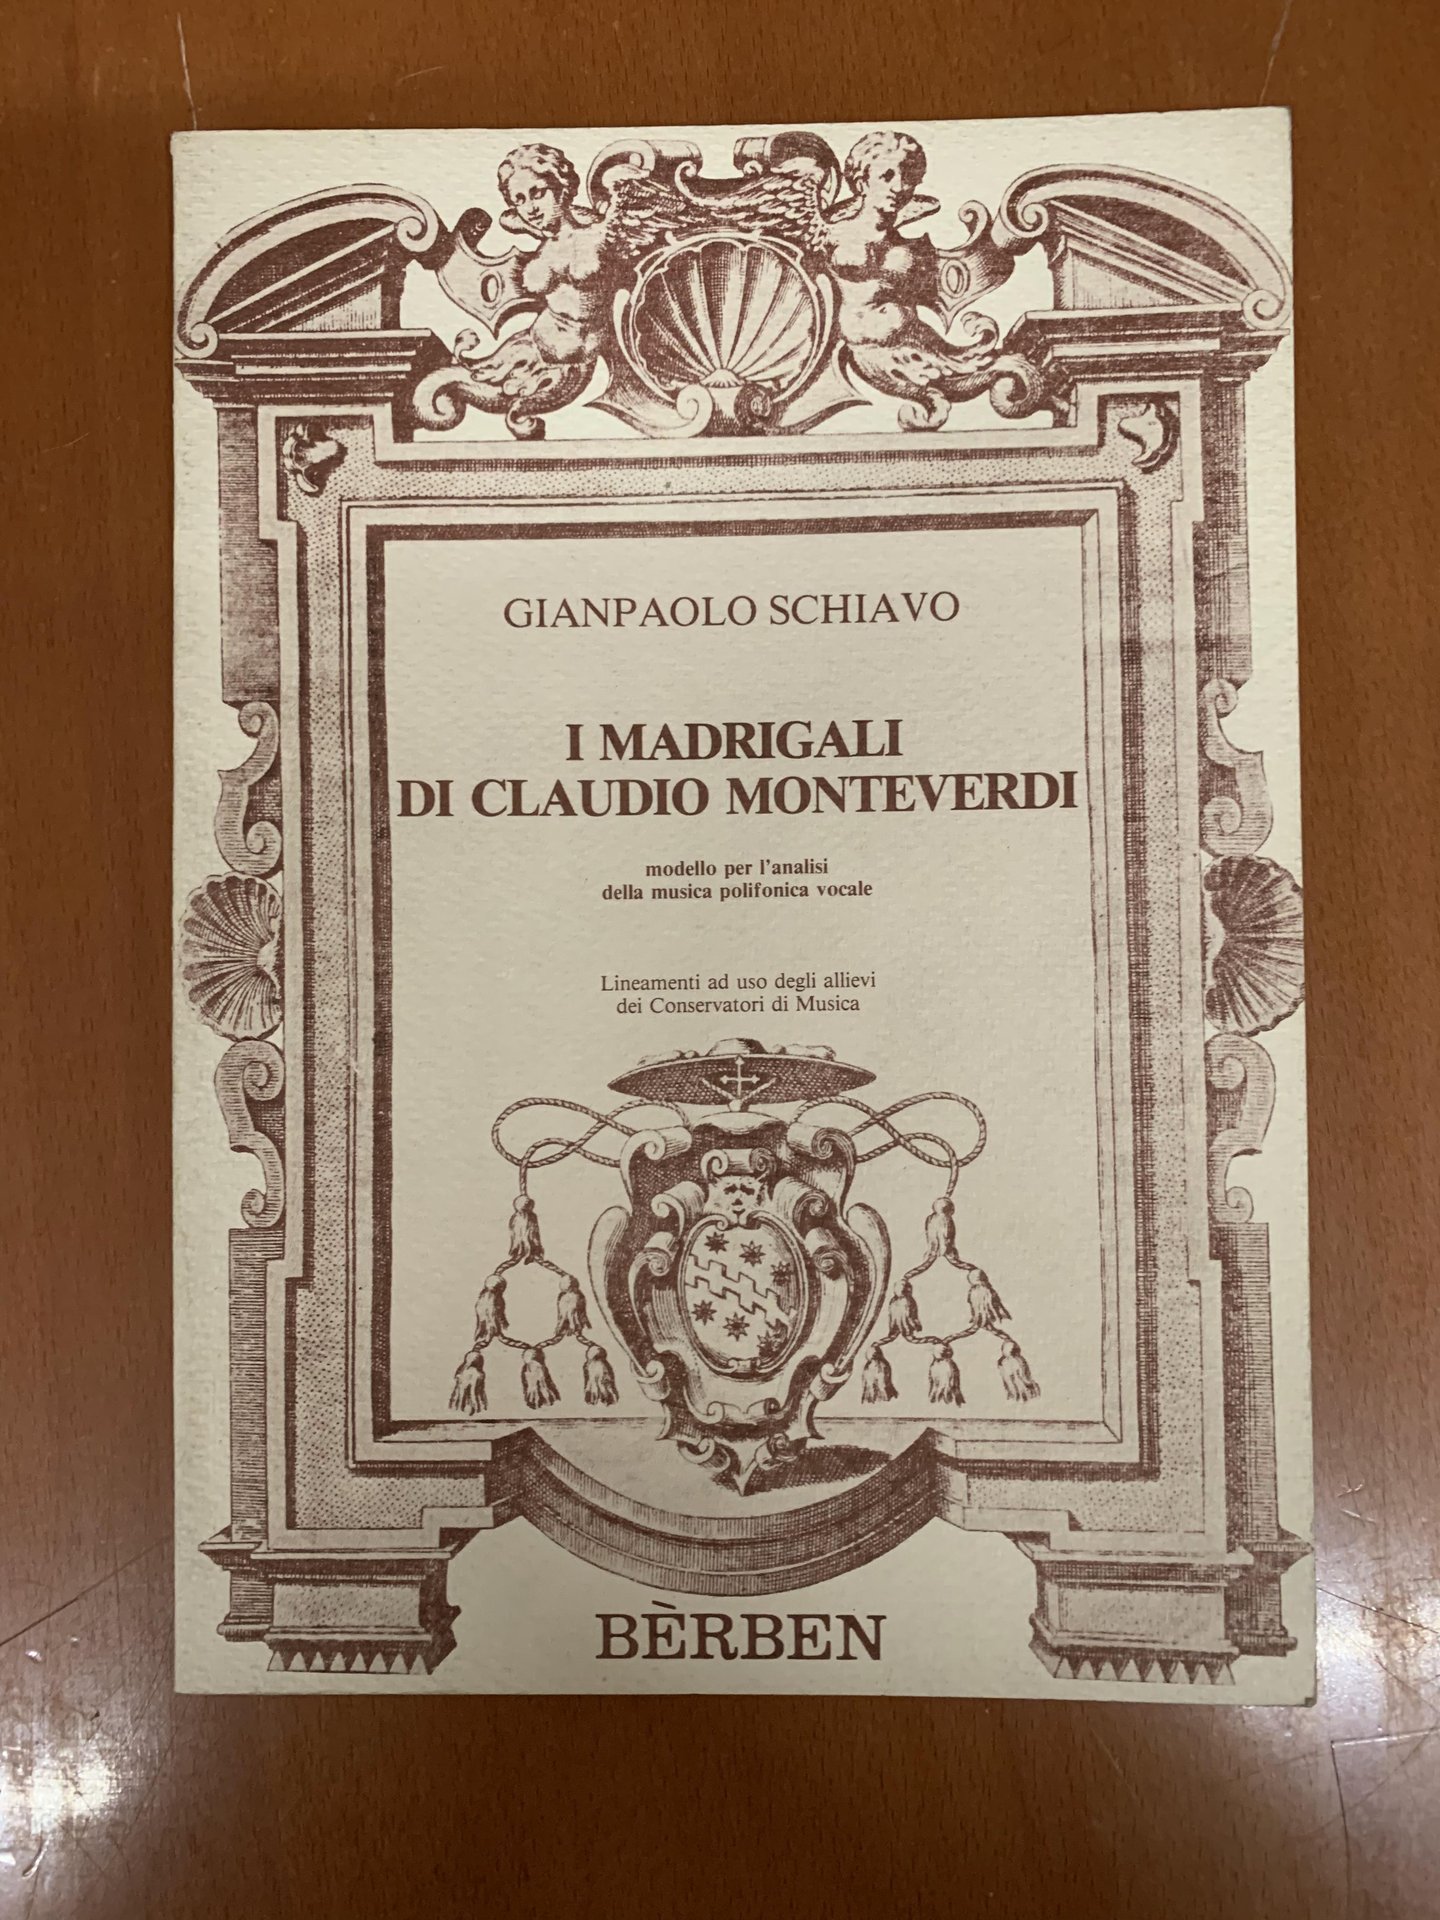 GIANPAOLO SCHIAVO
I MADRIGALI
DI CLAUDIO MONTEVERDI
modello per l'analisi
della musica polifonica vocale
Lineamenti ad uso degli allievi
dei Conservatori di Musica
BÈRBEN